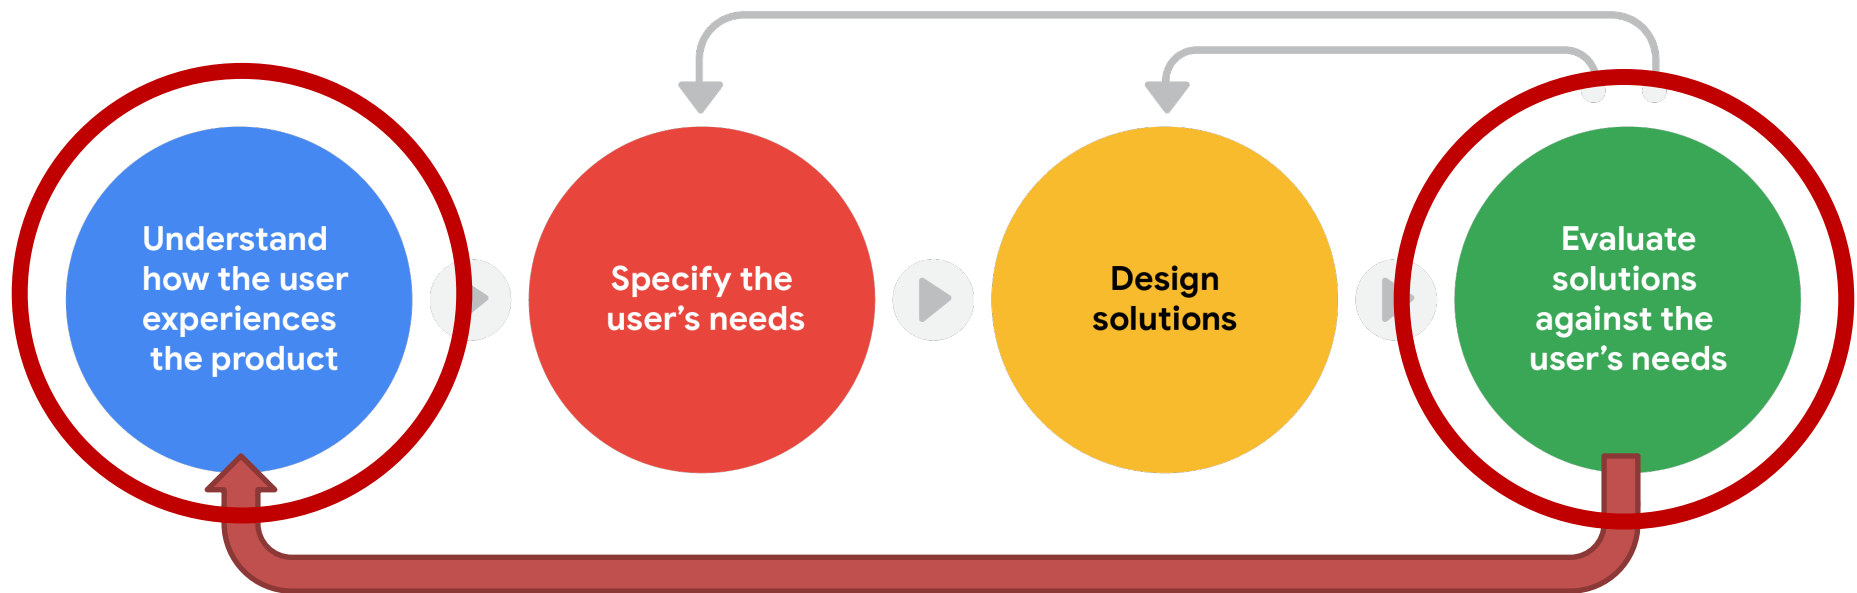 Understand
how the user
experiences
the product
Specify the
user’s needs
Design
solutions
Evaluate
solutions
against the
user’s needs